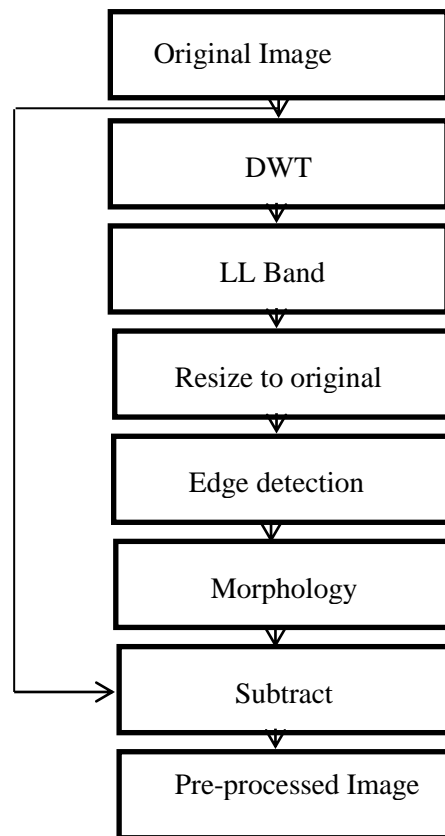 Original Image
DWT
LL Band
Resize to original
Edge detection
Morphology
Subtract
Pre-processed Image